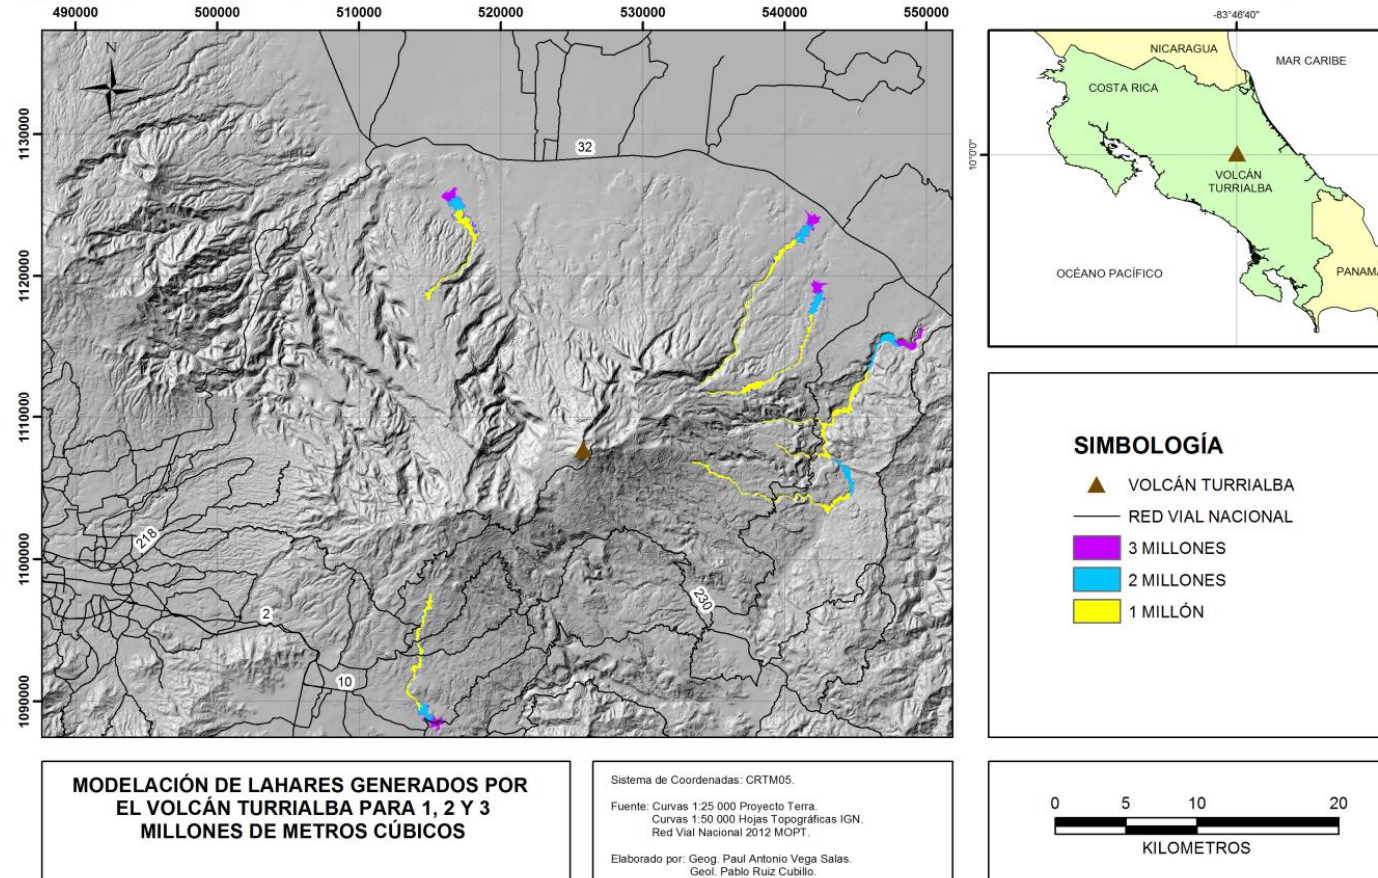 490000
500000
510000
520000
530000
540000
550000
1130000
1120000
1110000
1100000
1090000
N
32
218
2
10
230
-83°46'40"
10°0'0"
NICARAGUA
MAR CARIBE
COSTA RICA
VOLCÁN
TURRIALBA
OCÉANO PACÍFICO
PANAMÁ
SIMBOLOGÍA
VOLCÁN TURRIALBA
RED VIAL NACIONAL
3 MILLONES
2 MILLONES
1 MILLÓN
MODELACIÓN DE LAHARES GENERADOS POR
EL VOLCÁN TURRIALBA PARA 1, 2 Y 3
MILLONES DE METROS CÚBICOS
Sistema de Coordenadas: CRTM05.
Fuente: Curvas 1:25 000 Proyecto Terra.
Curvas 1:50 000 Hojas Topográficas IGN.
Red Vial Nacional 2012 MOPT.
Elaborado por: Geog. Paul Antonio Vega Salas.
Geol. Pablo Ruiz Cubillo.
0 5 10 20
KILOMETROS